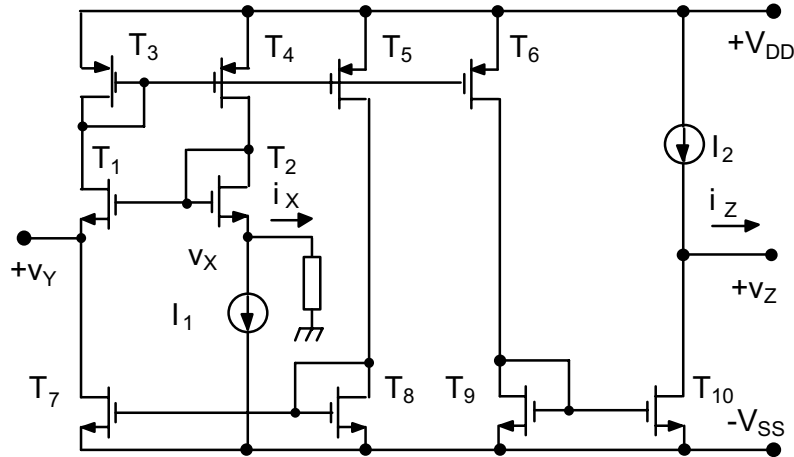 T3
T4
T5
T6
+VDD
T1
T2
I2
iX
iZ
+vY
vX
+vZ
I1
T7
T8
T9
T10
-VSS